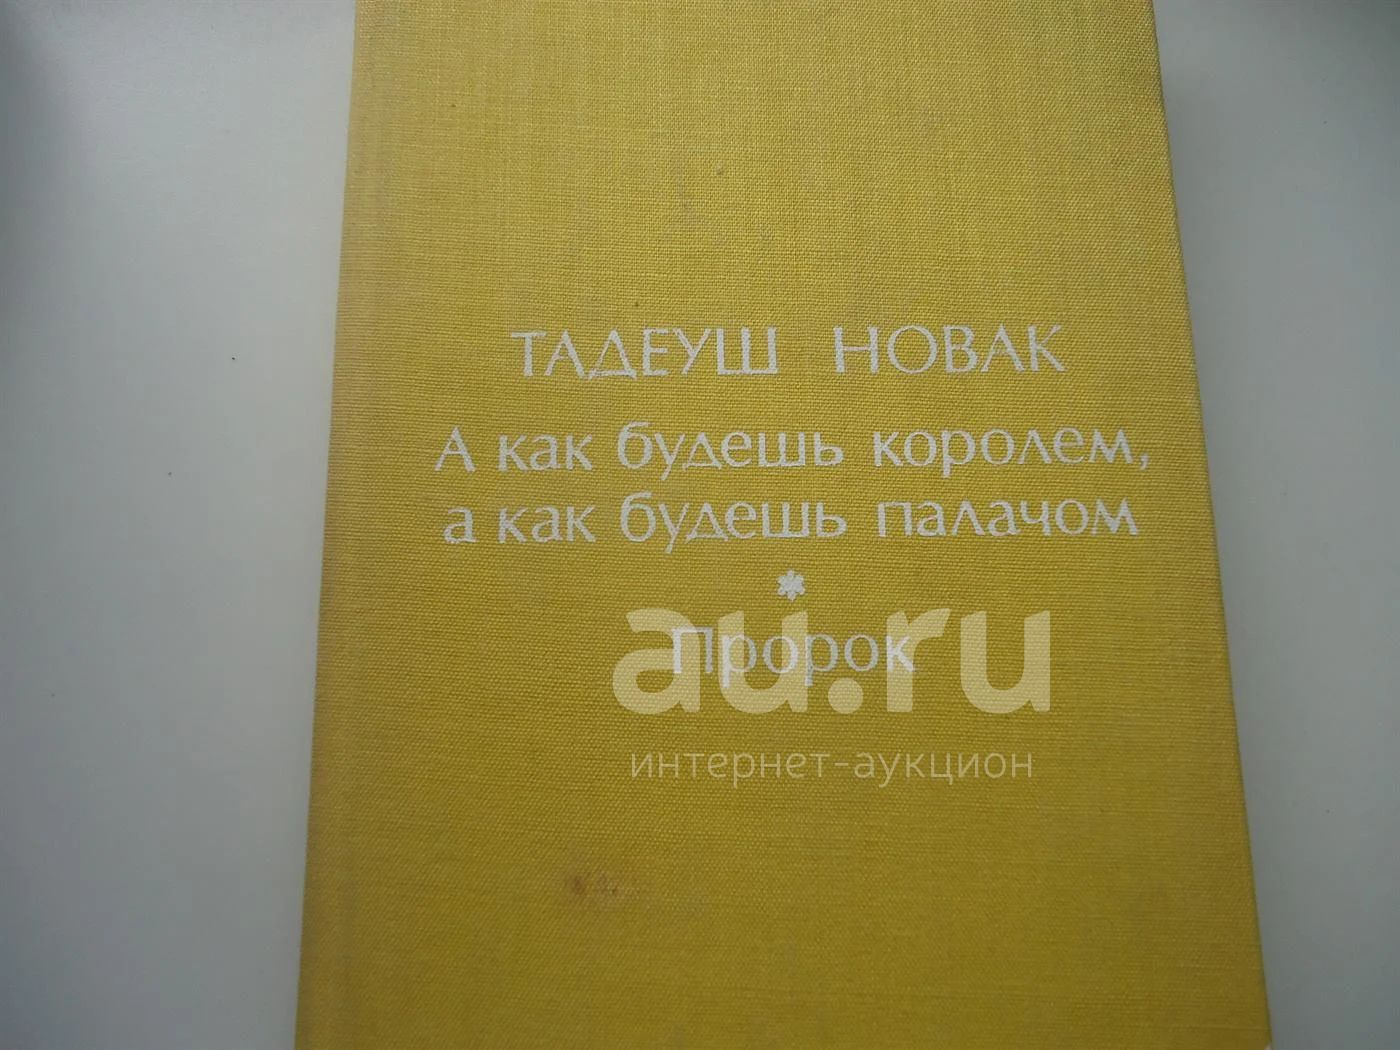 ТАДЕУШ НОВАК
А как будешь королем,
а как будешь палачом
Пророк
au.ru
интернет-аукцион